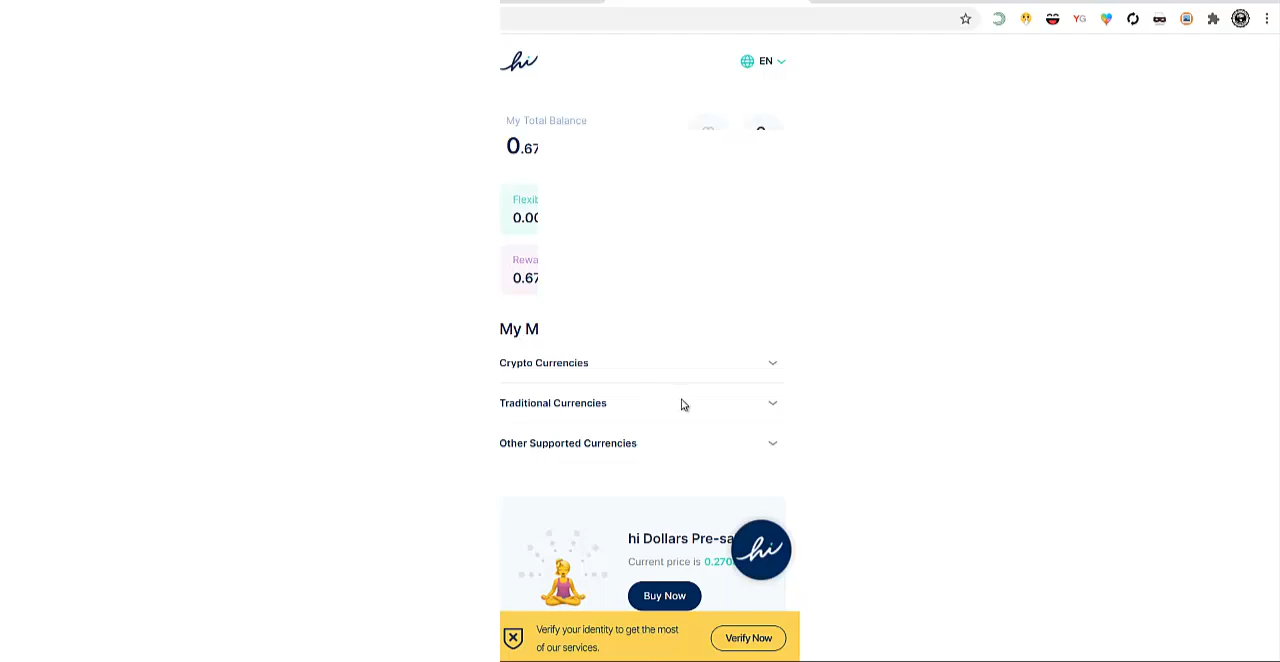 hi
EN
My Total Balance
0.67
Flexib
0.00
Rewa
0.67
My M
Crypto Currencies
Traditional Currencies
Other Supported Currencies
hi Dollars Pre-sa
Current price is 0.270
hi
Buy Now
Verify your identity to get the most
of our services.
Verify Now
YG